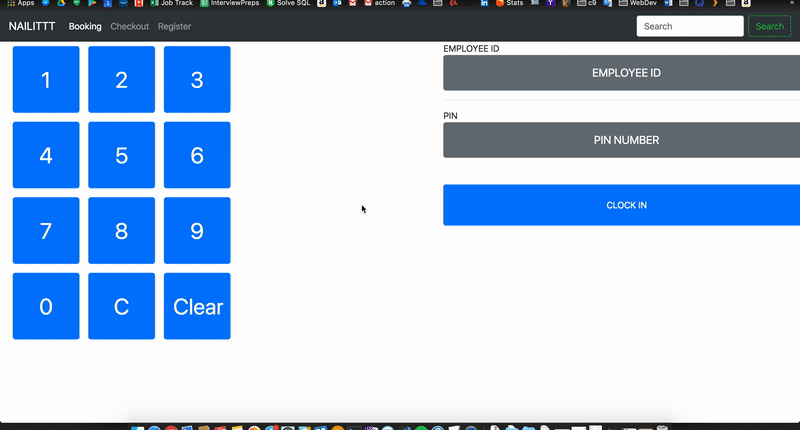 Apps Job Track InterviewPreps Solve SQL action Stats c9 WebDev
NAILITTT Booking Checkout Register Search Search
1 2 3
4 5 6
7 8 9
0 C Clear
EMPLOYEE ID
EMPLOYEE ID
PIN
PIN NUMBER
CLOCK IN